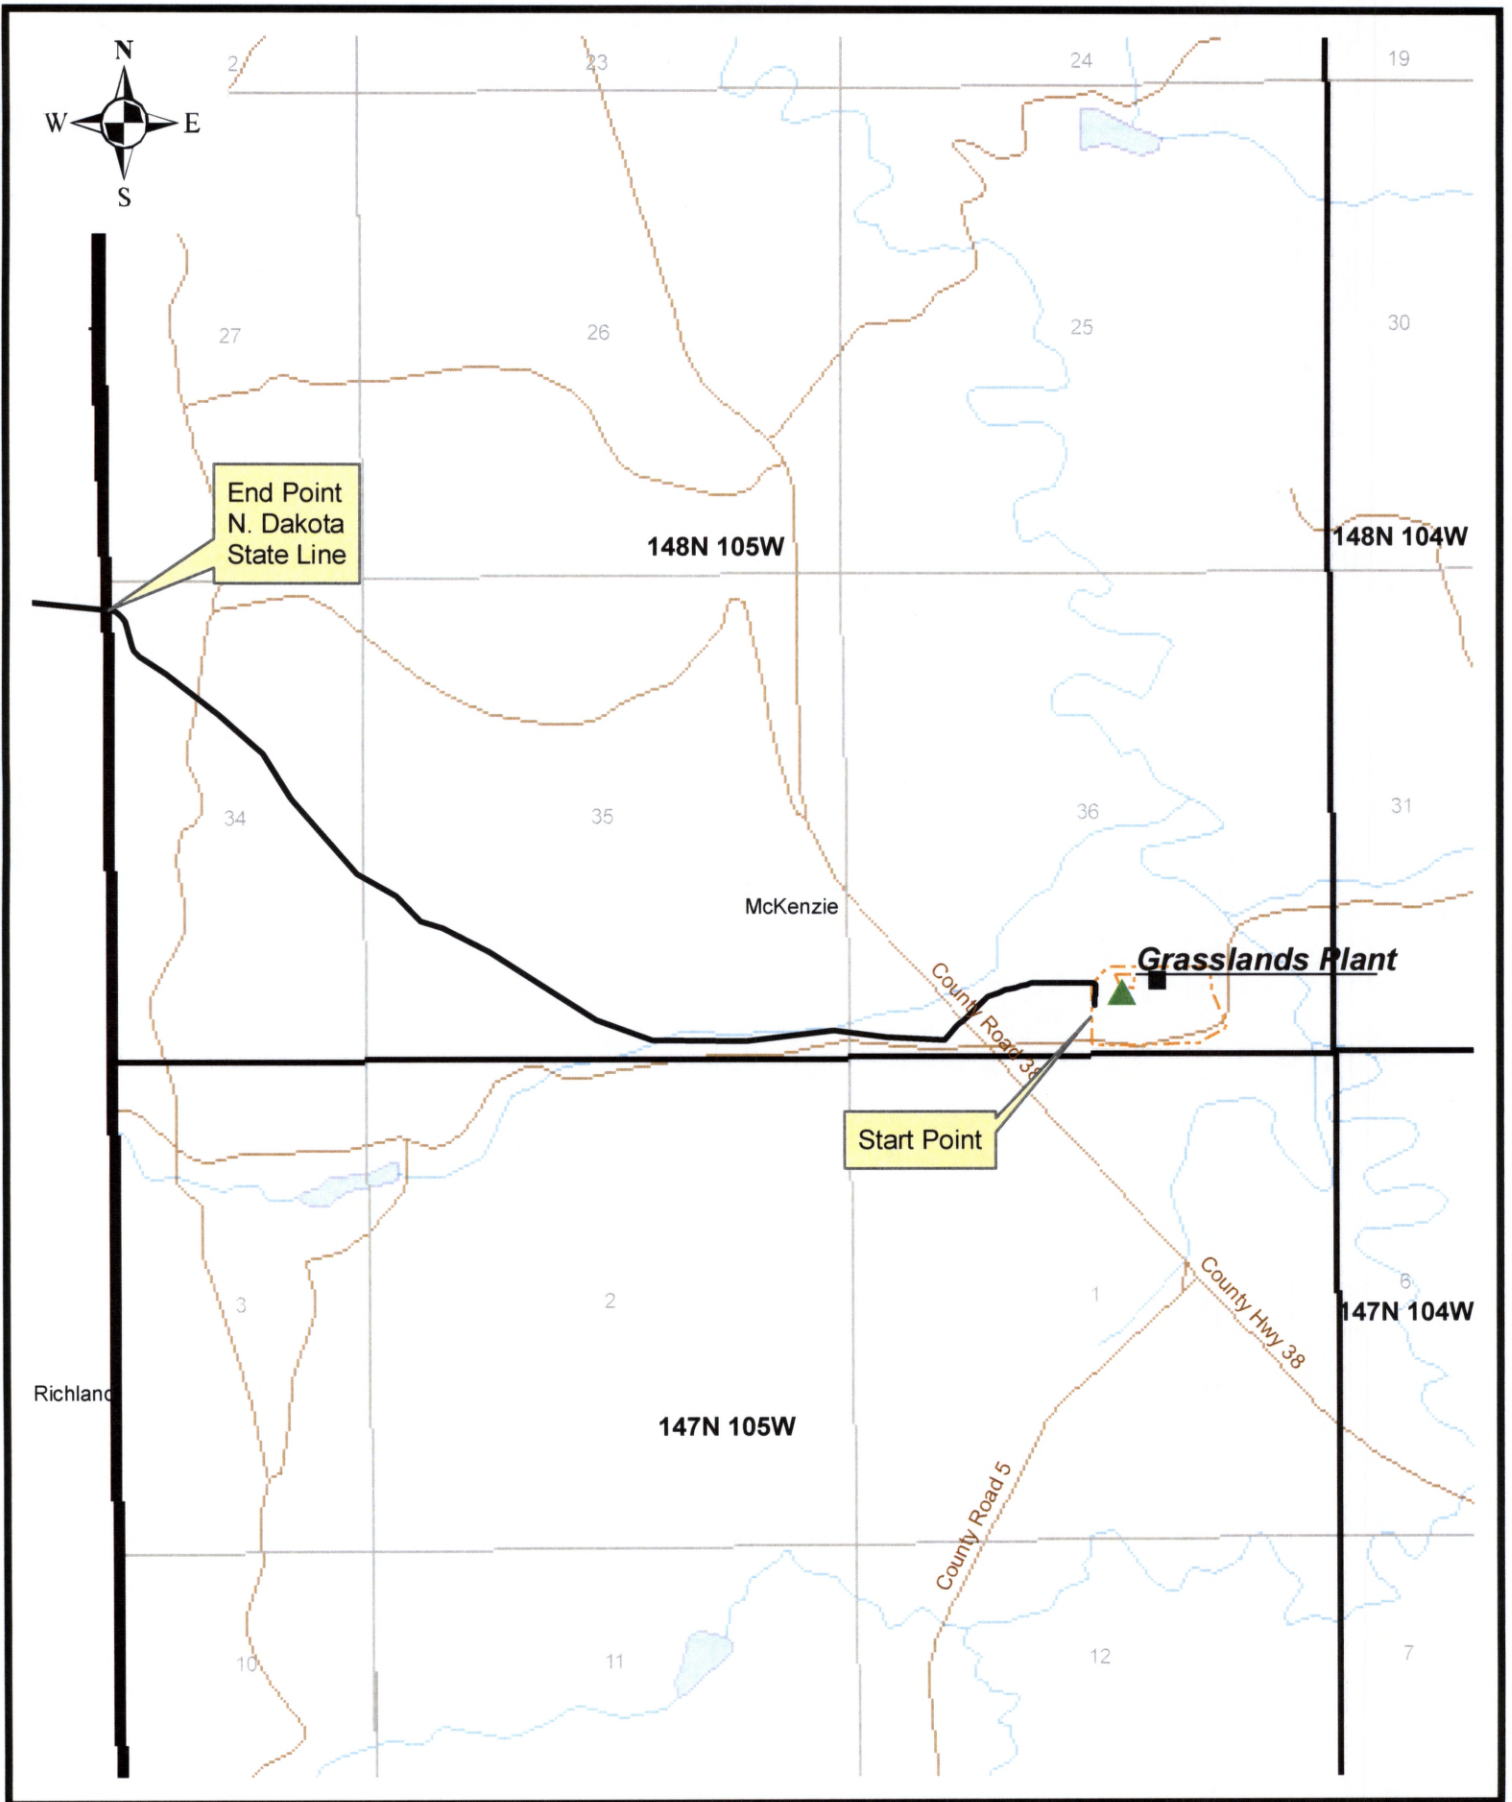 N
W E
S
2
23
24
19
27
26
25
30
End Point
N. Dakota
State Line
148N 105W
148N 104W
34
35
36
31
McKenzie
Grasslands Plant
County Road 38
Start Point
3
2
1
6
County Hwy 38
147N 104W
Richland
147N 105W
County Road 5
10
11
12
7